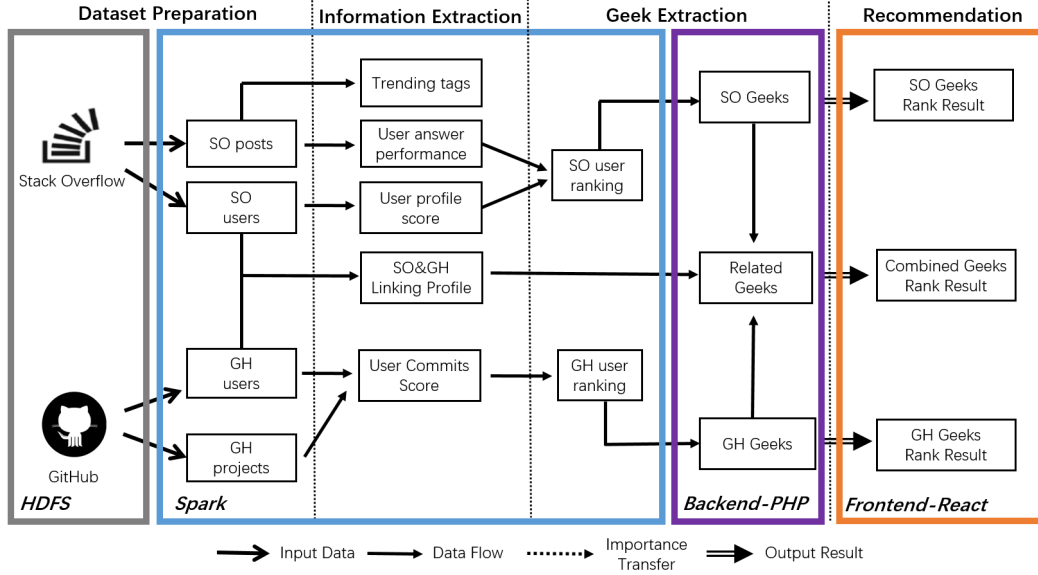 Dataset Preparation
Information Extraction
Geek Extraction
Recommendation
Stack Overflow
GitHub
HDFS
SO posts
SO
users
GH
users
GH
projects
Spark
Trending tags
User answer
performance
User profile
score
SO&GH
Linking Profile
User Commits
Score
SO user
ranking
GH user
ranking
SO Geeks
Related
Geeks
GH Geeks
Backend-PHP
SO Geeks
Rank Result
Combined Geeks
Rank Result
GH Geeks
Rank Result
Frontend-React
Input Data
Data Flow
Importance
Transfer
Output Result